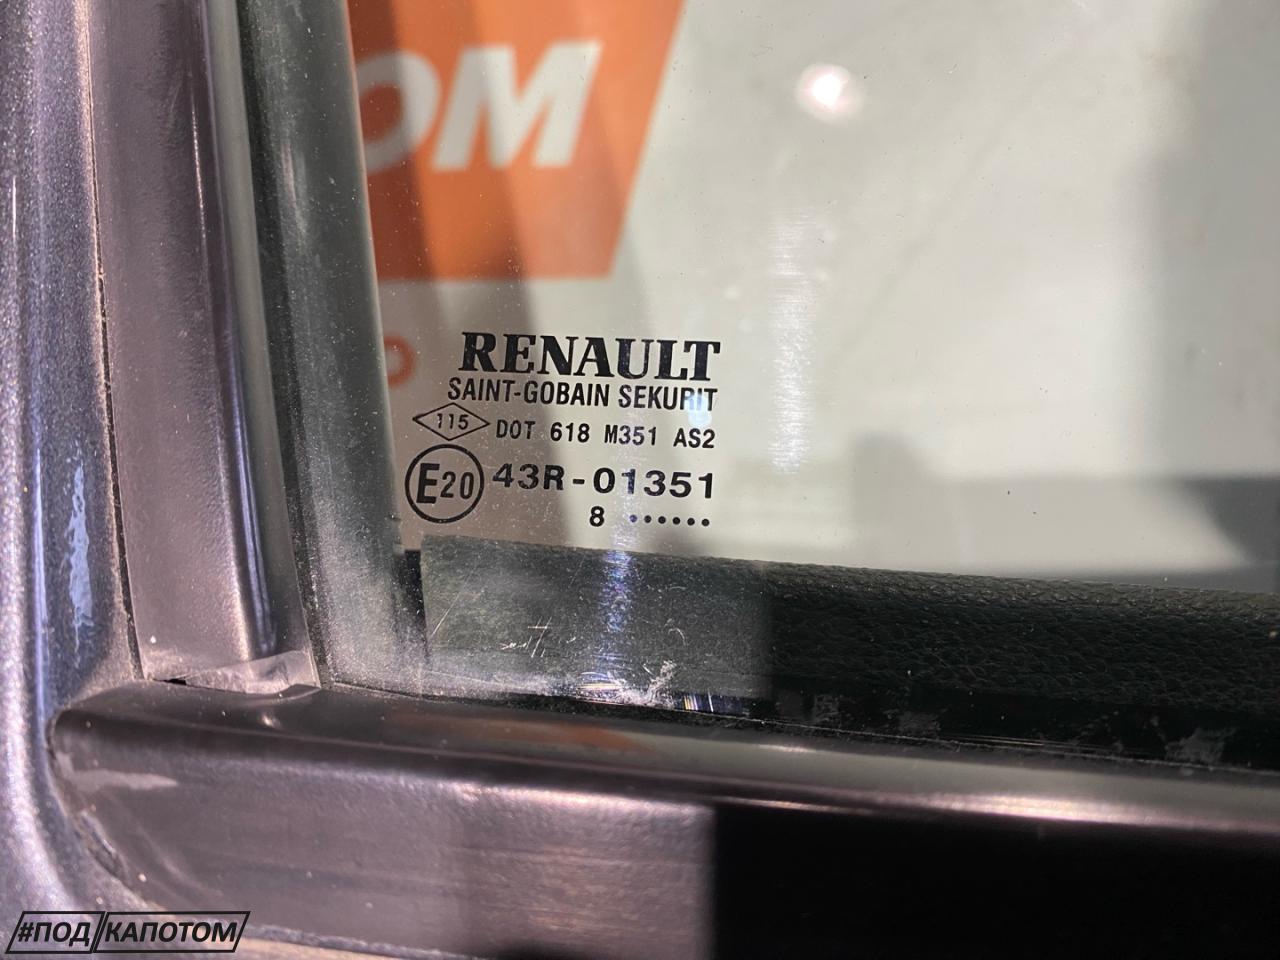 OM
RENAULT
SAINT-GOBAIN SEKURIT
115 DOT 618 M351 AS2
E20 43R-01351
8 ••••••
#ПОД КАПОТОМ